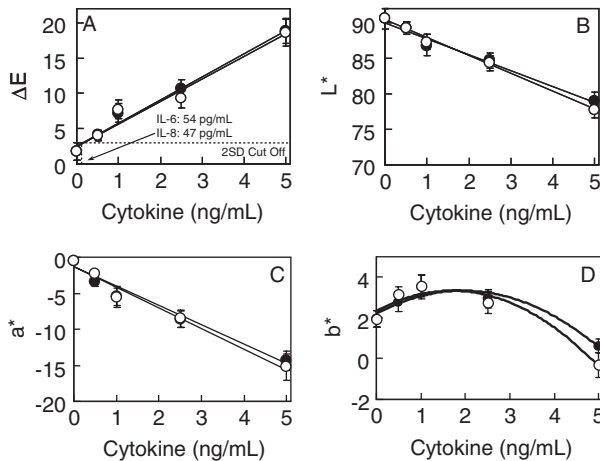 A
ΔE
20
15
10
5
0
IL-6: 54 pg/mL
IL-8: 47 pg/mL
2SD Cut Off
0 1 2 3 4 5
Cytokine (ng/mL)
B
L*
90
85
80
75
70
0 1 2 3 4 5
Cytokine (ng/mL)
C
a*
0
-5
-10
-15
-20
0 1 2 3 4 5
Cytokine (ng/mL)
D
b*
4
2
0
-2
0 1 2 3 4 5
Cytokine (ng/mL)